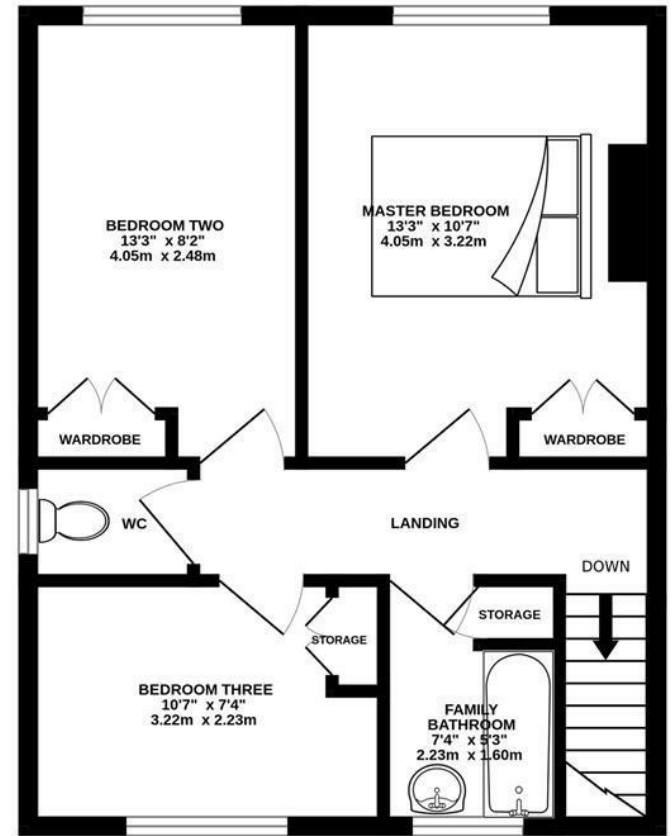 BEDROOM TWO
13'3" x 8'2"
4.05m x 2.48m
MASTER BEDROOM
13'3" x 10'7"
4.05m x 3.22m
WARDROBE
WARDROBE
WC
LANDING
DOWN
STORAGE
STORAGE
BEDROOM THREE
10'7" x 7'4"
3.22m x 2.23m
FAMILY
BATHROOM
7'4" x 5'3"
2.23m x 1.60m